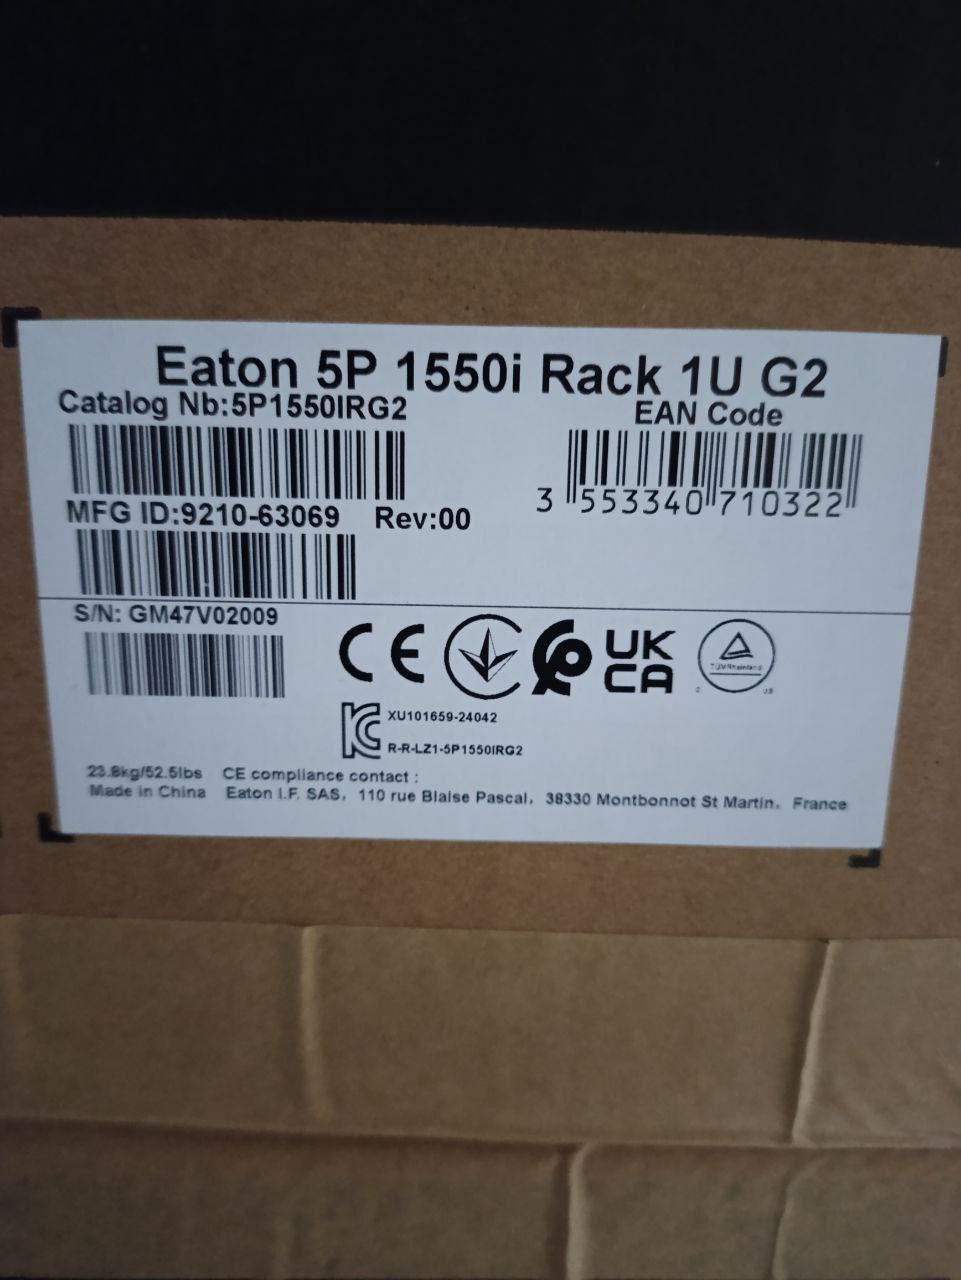 Eaton 5P 1550i Rack 1U G2
Catalog Nb:5P1550IRG2
EAN Code
3 553340 710322
MFG ID:9210-63069 Rev:00
S/N: GM47V02009
CE
UK
CA
TÜVRheinland
XU101659-24042
R-R-LZ1-5P1550IRG2
23.8kg/52.5lbs CE compliance contact :
Made in China Eaton I.F. SAS, 110 rue Blaise Pascal, 38330 Montbonnot St Martin, France